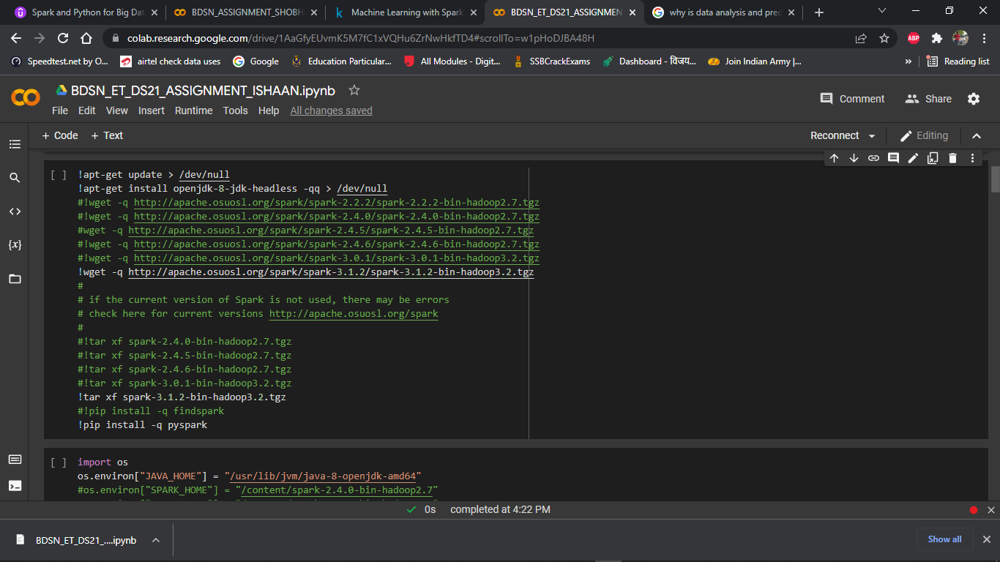 Spark and Python for Big Dat
BDSN_ASSIGNMENT_SHOBH
Machine Learning with Spark
BDSN_ET_DS21_ASSIGNMEN
why is data analysis and pred
colab.research.google.com/drive/1AaGfyEUvmK5M7fC1xVQHu6ZrNwHkfTD4#scrollTo=w1pHoDJBA48H
ABP
Speedtest.net by O...
airtel check data uses
Google
Education Particular...
All Modules - Digit...
SSBCrackExams
Dashboard - विजय...
Join Indian Army |...
»
Reading list
BDSN_ET_DS21_ASSIGNMENT_ISHAAN.ipynb
Comment
Share
File Edit View Insert Runtime Tools Help All changes saved
+ Code + Text
Reconnect
Editing
[ ] !apt-get update > /dev/null
!apt-get install openjdk-8-jdk-headless -qq > /dev/null
#!wget -q http://apache.osuosl.org/spark/spark-2.2.2/spark-2.2.2-bin-hadoop2.7.tgz
#!wget -q http://apache.osuosl.org/spark/spark-2.4.0/spark-2.4.0-bin-hadoop2.7.tgz
#wget -q http://apache.osuosl.org/spark/spark-2.4.5/spark-2.4.5-bin-hadoop2.7.tgz
#!wget -q http://apache.osuosl.org/spark/spark-2.4.6/spark-2.4.6-bin-hadoop2.7.tgz
#!wget -q http://apache.osuosl.org/spark/spark-3.0.1/spark-3.0.1-bin-hadoop3.2.tgz
!wget -q http://apache.osuosl.org/spark/spark-3.1.2/spark-3.1.2-bin-hadoop3.2.tgz
#
# if the current version of Spark is not used, there may be errors
# check here for current versions http://apache.osuosl.org/spark
#
#!tar xf spark-2.4.0-bin-hadoop2.7.tgz
#!tar xf spark-2.4.5-bin-hadoop2.7.tgz
#!tar xf spark-2.4.6-bin-hadoop2.7.tgz
#!tar xf spark-3.0.1-bin-hadoop3.2.tgz
!tar xf spark-3.1.2-bin-hadoop3.2.tgz
#!pip install -q findspark
!pip install -q pyspark
[ ] import os
os.environ["JAVA_HOME"] = "/usr/lib/jvm/java-8-openjdk-amd64"
#os.environ["SPARK_HOME"] = "/content/spark-2.4.0-bin-hadoop2.7"
0s completed at 4:22 PM
BDSN_ET_DS21_....ipynb
Show all